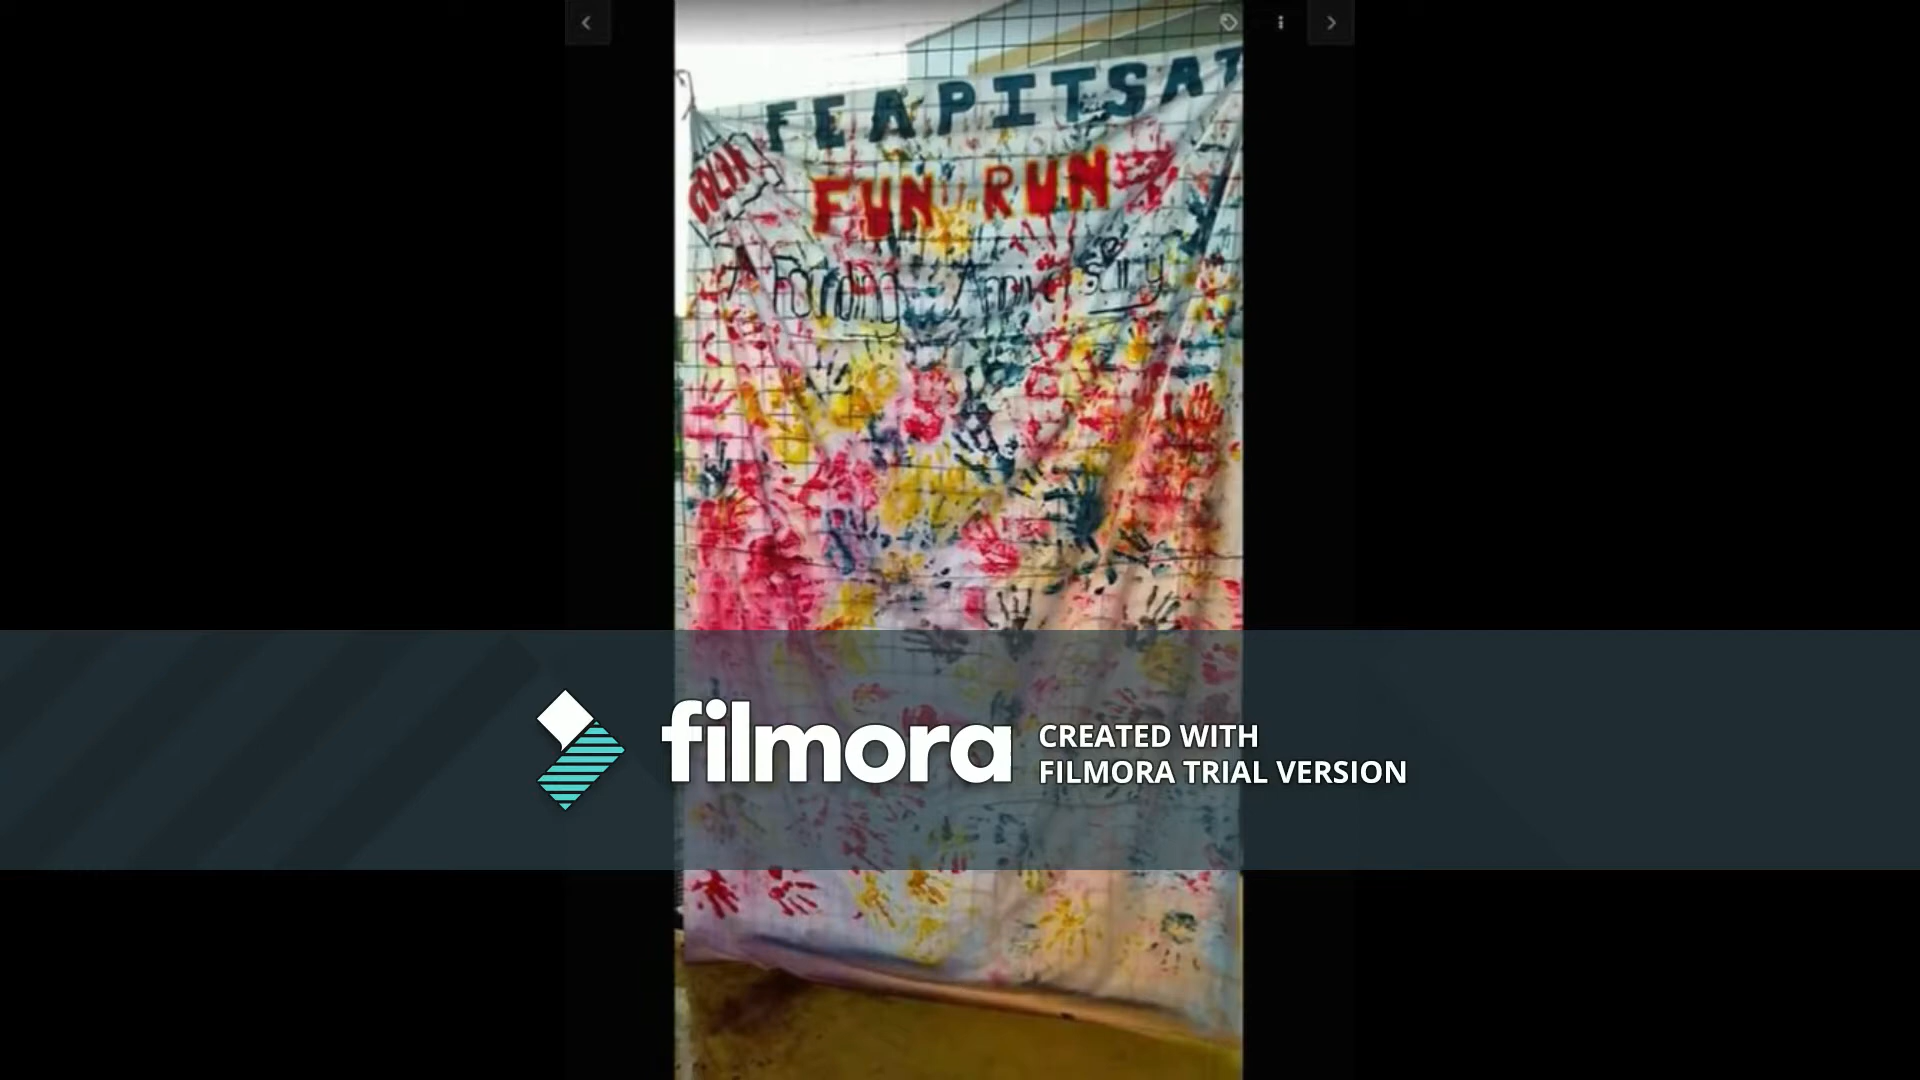 FEAPITSAT
FUN RUN
Founding Anniversary
filmora
CREATED WITH
FILMORA TRIAL VERSION